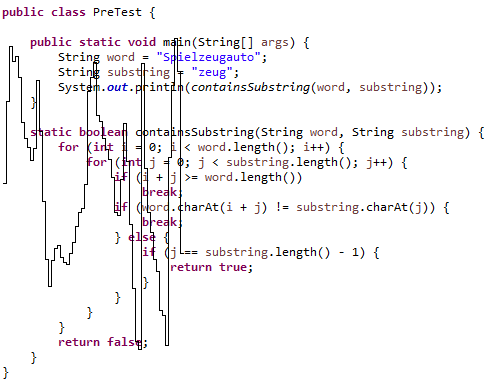 public class PreTest {
    public static void main(String[] args) {
        String word = "Spielzeugauto";
        String substring = "zeug";
        System.out.println(containsSubstring(word, substring));
    }
    static boolean containsSubstring(String word, String substring) {
        for (int i = 0; i < word.length(); i++) {
            for (int j = 0; j < substring.length(); j++) {
                if (i + j >= word.length())
                    break;
                if (word.charAt(i + j) != substring.charAt(j)) {
                    break;
                } else {
                    if (j == substring.length() - 1) {
                        return true;
                    }
                }
            }
        }
        return false;
    }
}